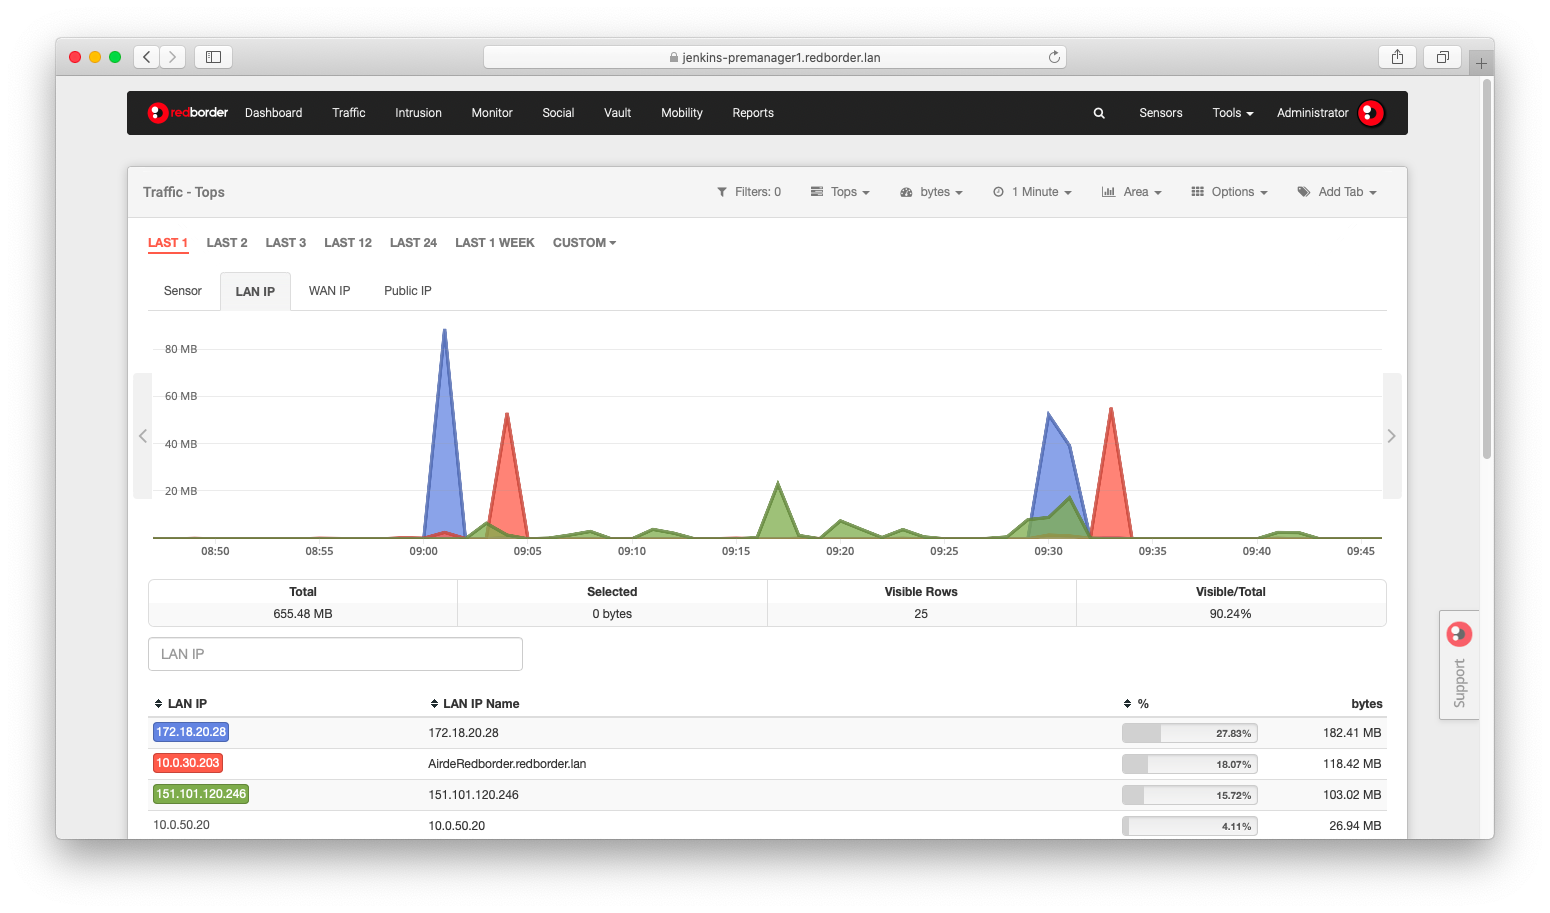 jenkins-premanager1.redborder.lan
redborder Dashboard Traffic Intrusion Monitor Social Vault Mobility Reports Sensors Tools Administrator
Traffic - Tops Filters: 0 Tops bytes 1 Minute Area Options Add Tab
LAST 1 LAST 2 LAST 3 LAST 12 LAST 24 LAST 1 WEEK CUSTOM
Sensor LAN IP WAN IP Public IP
80 MB
60 MB
40 MB
20 MB
08:50 08:55 09:00 09:05 09:10 09:15 09:20 09:25 09:30 09:35 09:40 09:45
Total Selected Visible Rows Visible/Total
655.48 MB 0 bytes 25 90.24%
LAN IP
Support
LAN IP LAN IP Name % bytes
172.18.20.28 172.18.20.28 27.83% 182.41 MB
10.0.30.203 AirdeRedborder.redborder.lan 18.07% 118.42 MB
151.101.120.246 151.101.120.246 15.72% 103.02 MB
10.0.50.20 10.0.50.20 4.11% 26.94 MB